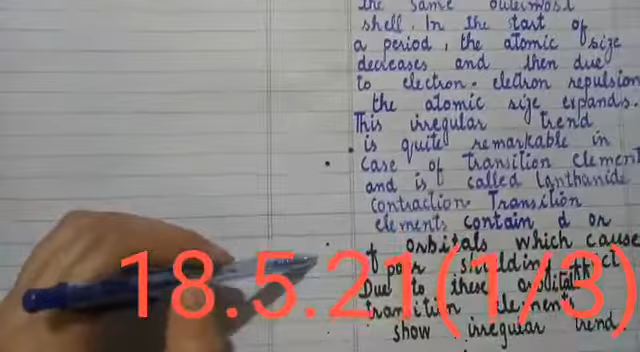 the same outermost
shell. In the start of
a period, the atomic size
decreases and then due
to electron-electron repulsion
the atomic size expands.
This irregular trend
is quite remarkable in
case of transition element
and is called lanthanide
contraction. Transition
elements contain d or
f orbitals which cause
poor shielding effect
Due to these orbitals
transition elements
show irregular trend
18.5.21(1/3)